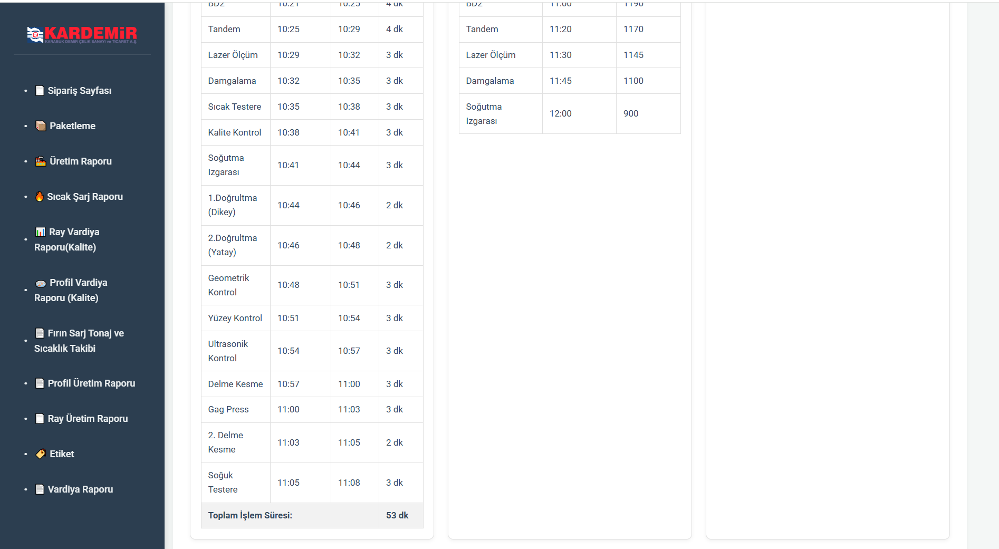 KARDEMİR
KARABÜK DEMİR ÇELİK SANAYİ ve TİCARET A.Ş.
• Sipariş Sayfası
• Paketleme
• Üretim Raporu
• Sıcak Şarj Raporu
• Ray Vardiya
Raporu(Kalite)
• Profil Vardiya
Raporu (Kalite)
• Fırın Sarj Tonaj ve
Sıcaklık Takibi
• Profil Üretim Raporu
• Ray Üretim Raporu
• Etiket
• Vardiya Raporu
BD2 10:21 10:25 4 dk
Tandem 10:25 10:29 4 dk
Lazer Ölçüm 10:29 10:32 3 dk
Damgalama 10:32 10:35 3 dk
Sıcak Testere 10:35 10:38 3 dk
Kalite Kontrol 10:38 10:41 3 dk
Soğutma
Izgarası 10:41 10:44 3 dk
1.Doğrultma
(Dikey) 10:44 10:46 2 dk
2.Doğrultma
(Yatay) 10:46 10:48 2 dk
Geometrik
Kontrol 10:48 10:51 3 dk
Yüzey Kontrol 10:51 10:54 3 dk
Ultrasonik
Kontrol 10:54 10:57 3 dk
Delme Kesme 10:57 11:00 3 dk
Gag Press 11:00 11:03 3 dk
2. Delme
Kesme 11:03 11:05 2 dk
Soğuk
Testere 11:05 11:08 3 dk
Toplam İşlem Süresi: 53 dk
BD2 11:00 1190
Tandem 11:20 1170
Lazer Ölçüm 11:30 1145
Damgalama 11:45 1100
Soğutma
Izgarası 12:00 900